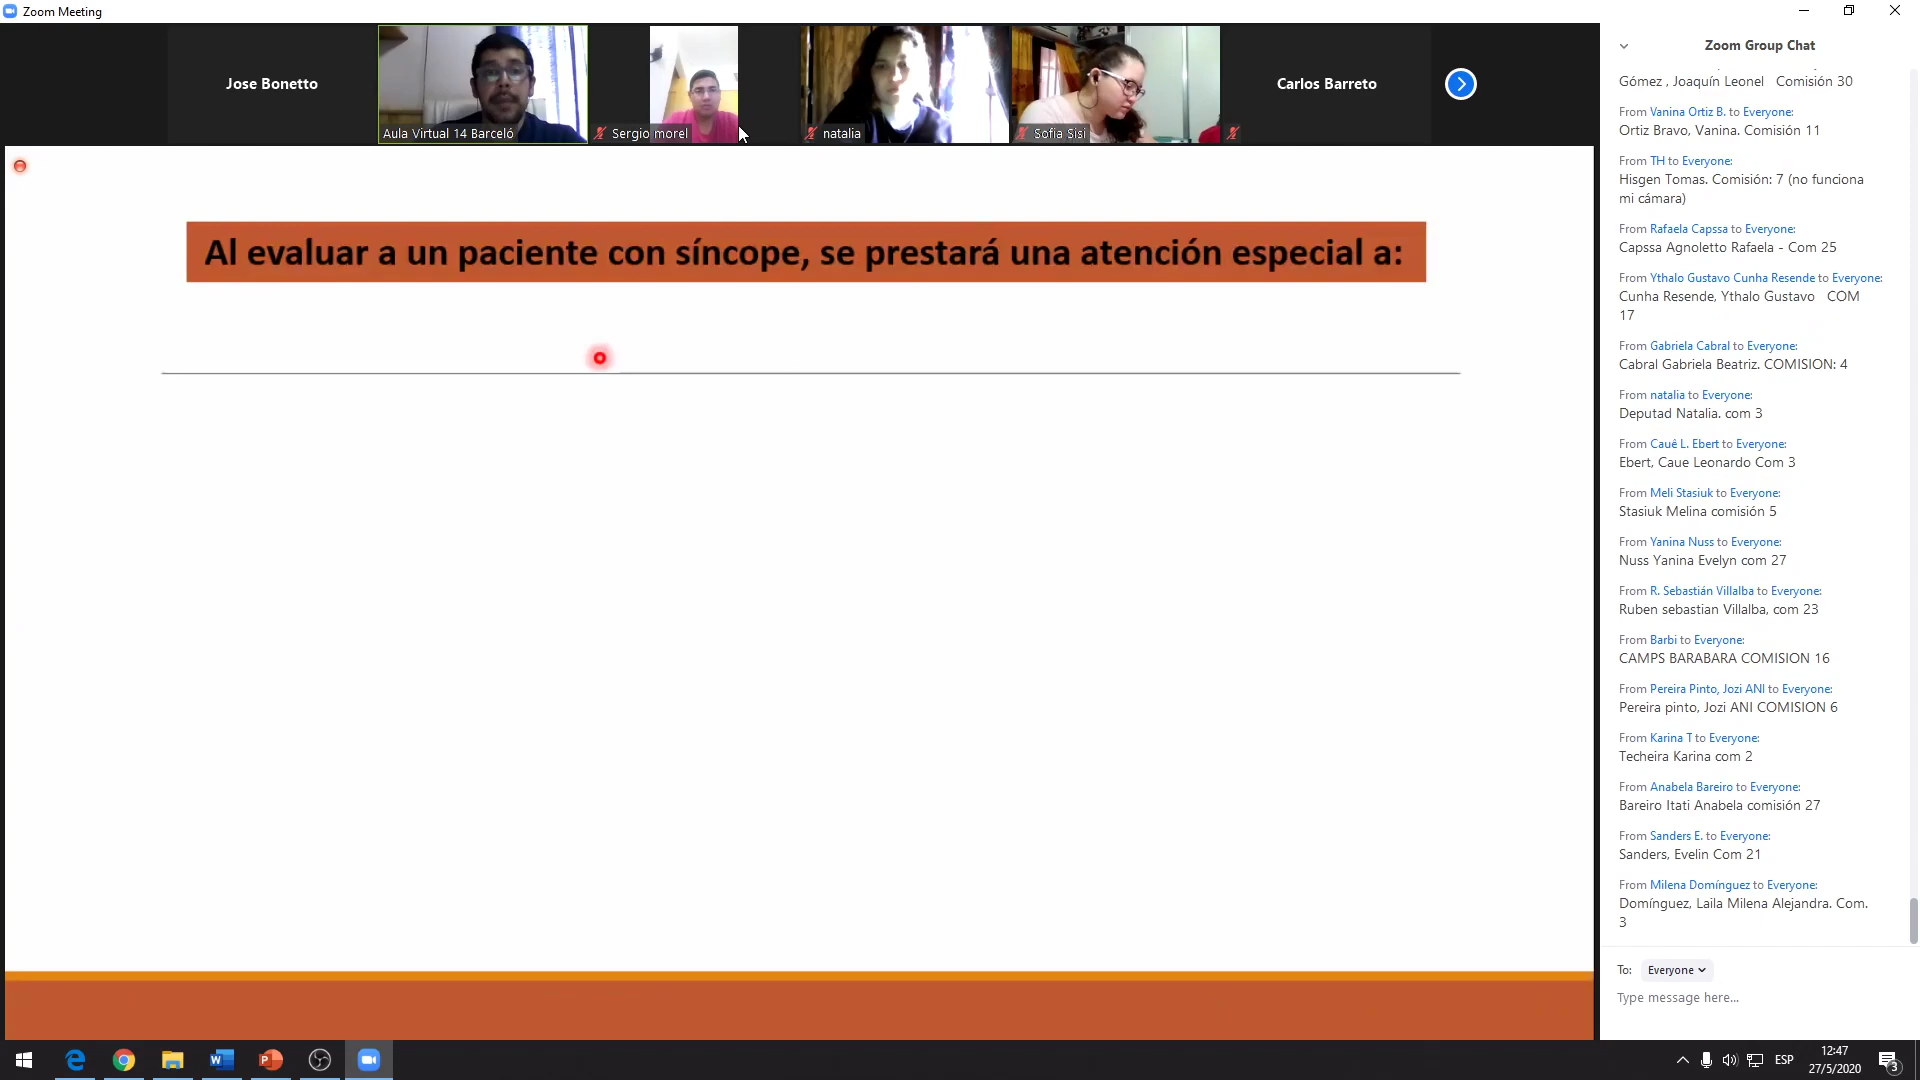 Zoom Meeting
Jose Bonetto
Aula Virtual 14 Barceló
Sergio morel
natalia
Sofia Sisi
Carlos Barreto
Al evaluar a un paciente con síncope, se prestará una atención especial a:
Zoom Group Chat
Gómez , Joaquín Leonel   Comisión 30
From Vanina Ortiz B. to Everyone:
Ortiz Bravo, Vanina. Comisión 11
From TH to Everyone:
Hisgen Tomas. Comisión: 7 (no funciona
mi cámara)
From Rafaela Capssa to Everyone:
Capssa Agnoletto Rafaela - Com 25
From Ythalo Gustavo Cunha Resende to Everyone:
Cunha Resende, Ythalo Gustavo   COM
17
From Gabriela Cabral to Everyone:
Cabral Gabriela Beatriz. COMISION: 4
From natalia to Everyone:
Deputad Natalia. com 3
From Cauê L. Ebert to Everyone:
Ebert, Caue Leonardo Com 3
From Meli Stasiuk to Everyone:
Stasiuk Melina comisión 5
From Yanina Nuss to Everyone:
Nuss Yanina Evelyn com 27
From R. Sebastián Villalba to Everyone:
Ruben sebastian Villalba, com 23
From Barbi to Everyone:
CAMPS BARABARA COMISION 16
From Pereira Pinto, Jozi ANI to Everyone:
Pereira pinto, Jozi ANI COMISION 6
From Karina T to Everyone:
Techeira Karina com 2
From Anabela Bareiro to Everyone:
Bareiro Itati Anabela comisión 27
From Sanders E. to Everyone:
Sanders, Evelin Com 21
From Milena Domínguez to Everyone:
Domínguez, Laila Milena Alejandra. Com.
3
To: Everyone
Type message here...
ESP
12:47
27/5/2020
3